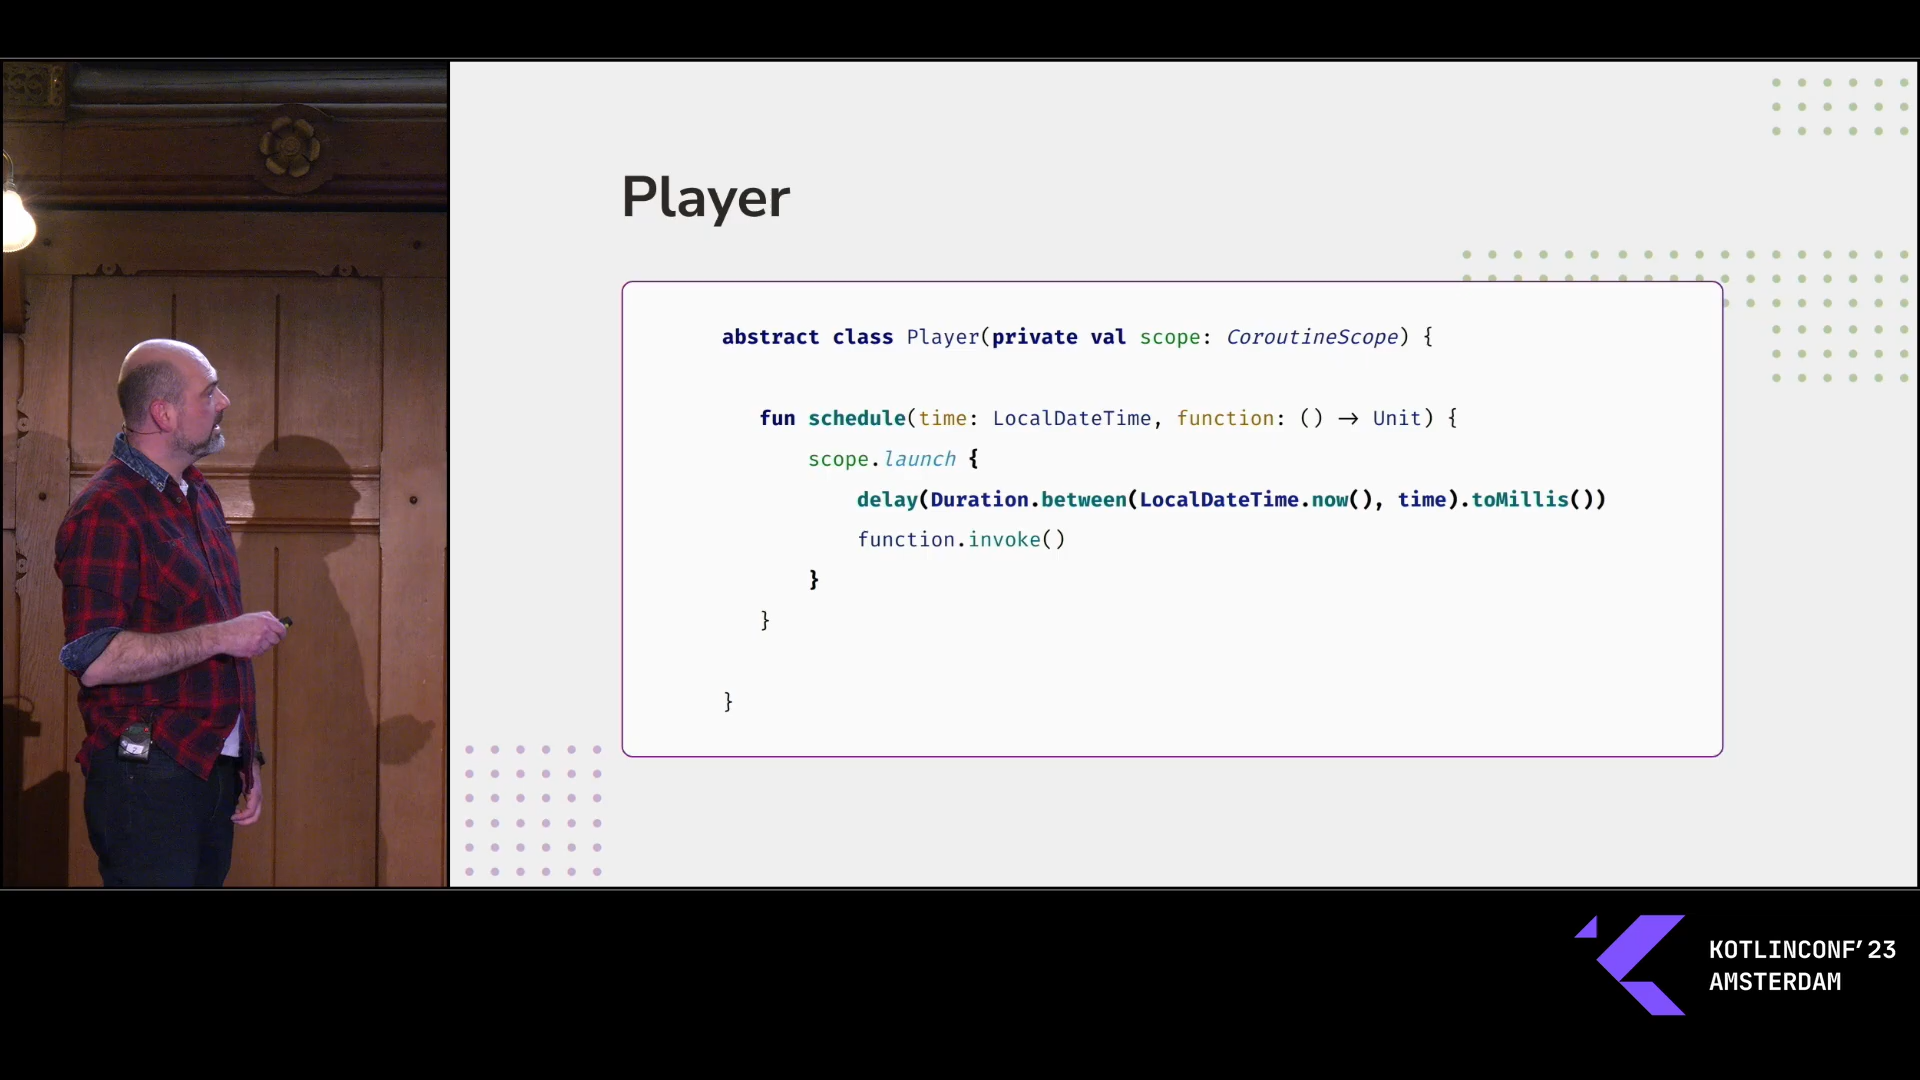 Player
abstract class Player(private val scope: CoroutineScope) {
fun schedule(time: LocalDateTime, function: () → Unit) {
scope.launch {
delay(Duration.between(LocalDateTime.now(), time).toMillis())
function.invoke()
}
}
}
KOTLINCONF’23
AMSTERDAM